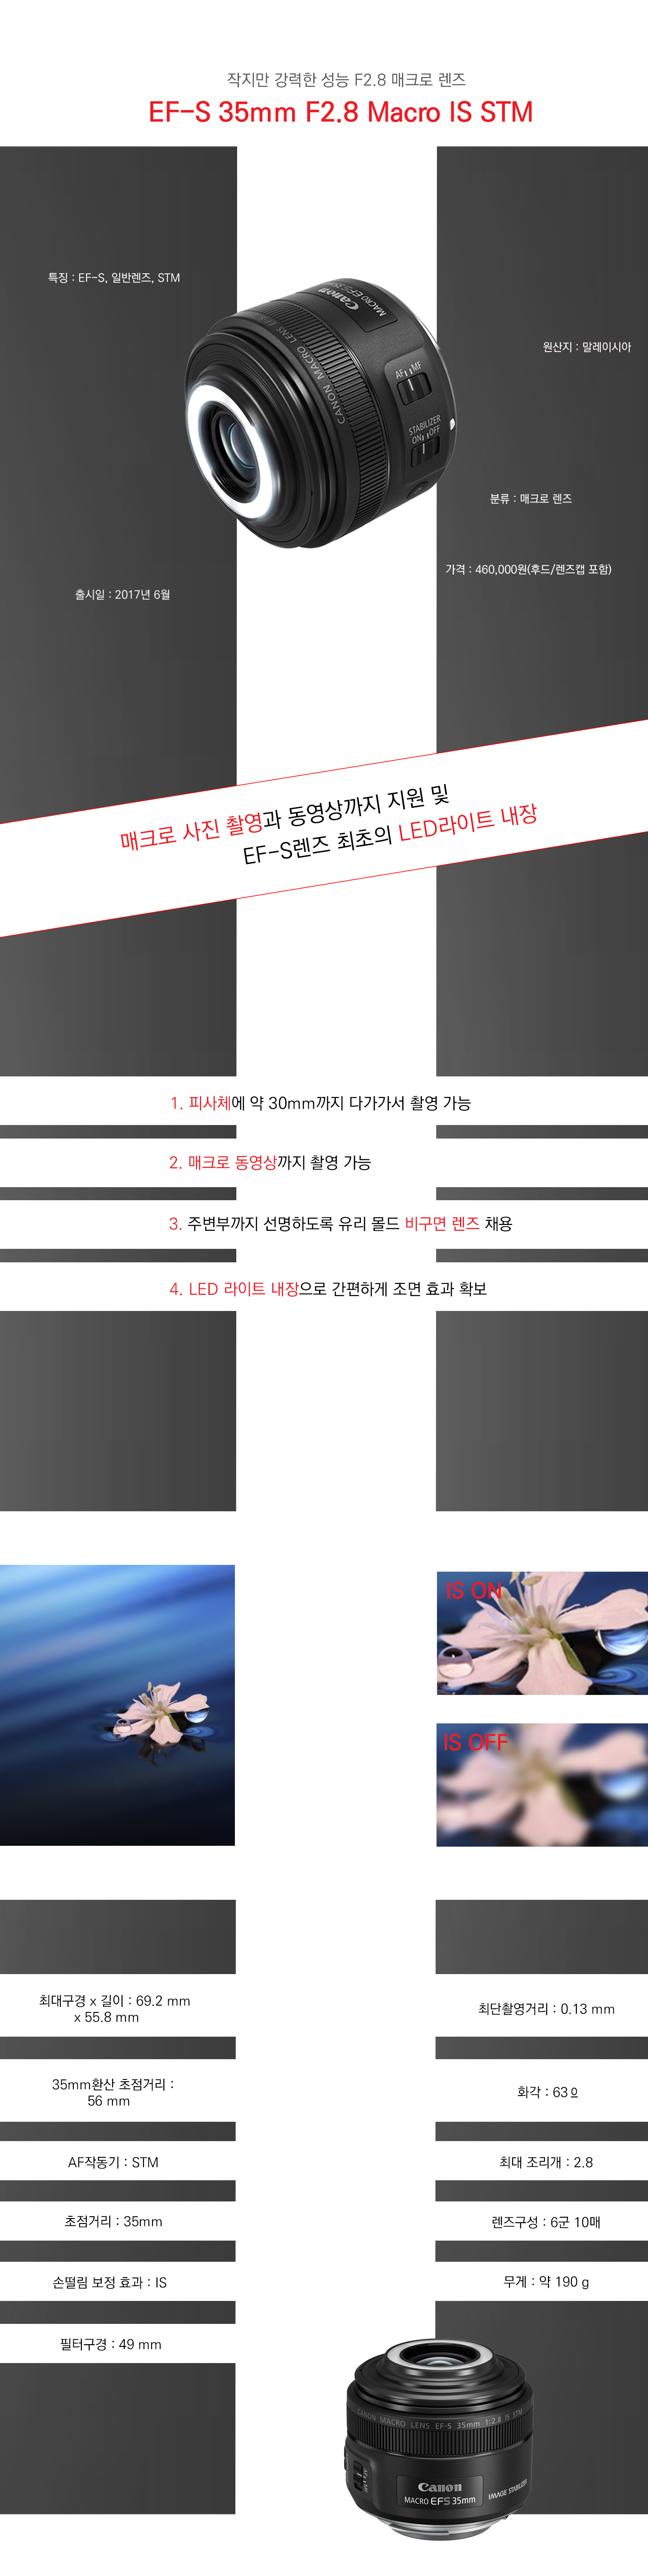 작지만 강력한 성능 F2.8 매크로 렌즈
EF-S 35mm F2.8 Macro IS STM
특징 : EF-S, 일반렌즈, STM
Canon
MACRO EF-S 35
CANON MACRO LENS EF-S
AF MF
STABILIZER
ON OFF
원산지 : 말레이시아
분류 : 매크로 렌즈
가격 : 460,000원(후드/렌즈캡 포함)
출시일 : 2017년 6월
매크로 사진 촬영과 동영상까지 지원 및
EF-S렌즈 최초의 LED라이트 내장
1. 피사체에 약 30mm까지 다가가서 촬영 가능
2. 매크로 동영상까지 촬영 가능
3. 주변부까지 선명하도록 유리 몰드 비구면 렌즈 채용
4. LED 라이트 내장으로 간편하게 조면 효과 확보
IS ON
IS OFF
최대구경 x 길이 : 69.2 mm
x 55.8 mm
최단촬영거리 : 0.13 mm
35mm환산 초점거리 :
56 mm
화각 : 63º
AF작동기 : STM
최대 조리개 : 2.8
초점거리 : 35mm
렌즈구성 : 6군 10매
손떨림 보정 효과 : IS
무게 : 약 190 g
필터구경 : 49 mm
CANON MACRO LENS EF-S 35mm 1:2.8 IS STM
AF MF
Canon
MACRO EFS 35mm
IMAGE STABILIZER